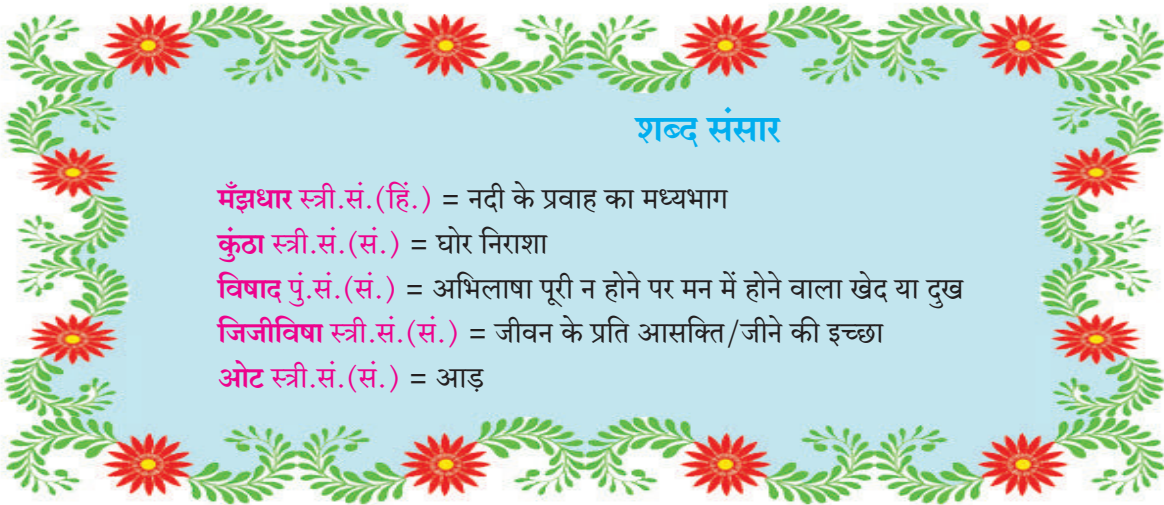 शब्द संसार
मँझधार स्त्री.सं.(हिं.) = नदी के प्रवाह का मध्यभाग
कुंठा स्त्री.सं.(सं.) = घोर निराशा
विषाद पुं.सं.(सं.) = अभिलाषा पूरी न होने पर मन में होने वाला खेद या दुख
जिजीविषा स्त्री.सं.(सं.) = जीवन के प्रति आसक्ति/जीने की इच्छा
ओट स्त्री.सं.(सं.) = आड़